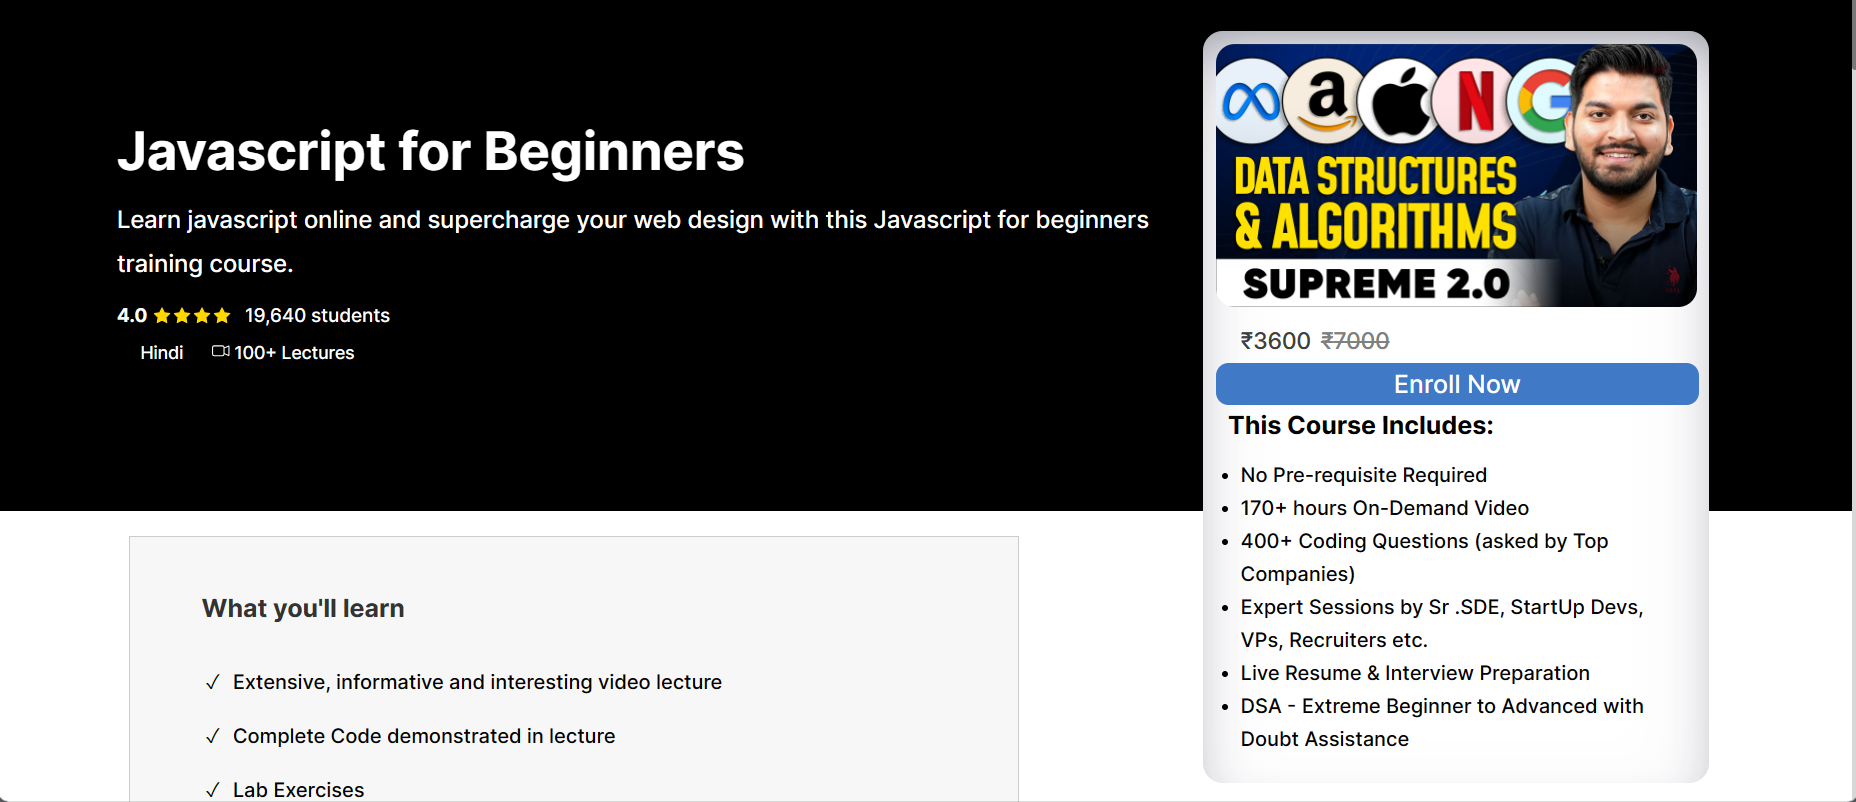 Javascript for Beginners
Learn javascript online and supercharge your web design with this Javascript for beginners
training course.
4.0 19,640 students
Hindi 100+ Lectures
What you'll learn
✓ Extensive, informative and interesting video lecture
✓ Complete Code demonstrated in lecture
✓ Lab Exercises
DATA STRUCTURES
& ALGORITHMS
SUPREME 2.0
₹3600 ₹7000
Enroll Now
This Course Includes:
• No Pre-requisite Required
• 170+ hours On-Demand Video
• 400+ Coding Questions (asked by Top
Companies)
• Expert Sessions by Sr .SDE, StartUp Devs,
VPs, Recruiters etc.
• Live Resume & Interview Preparation
• DSA - Extreme Beginner to Advanced with
Doubt Assistance